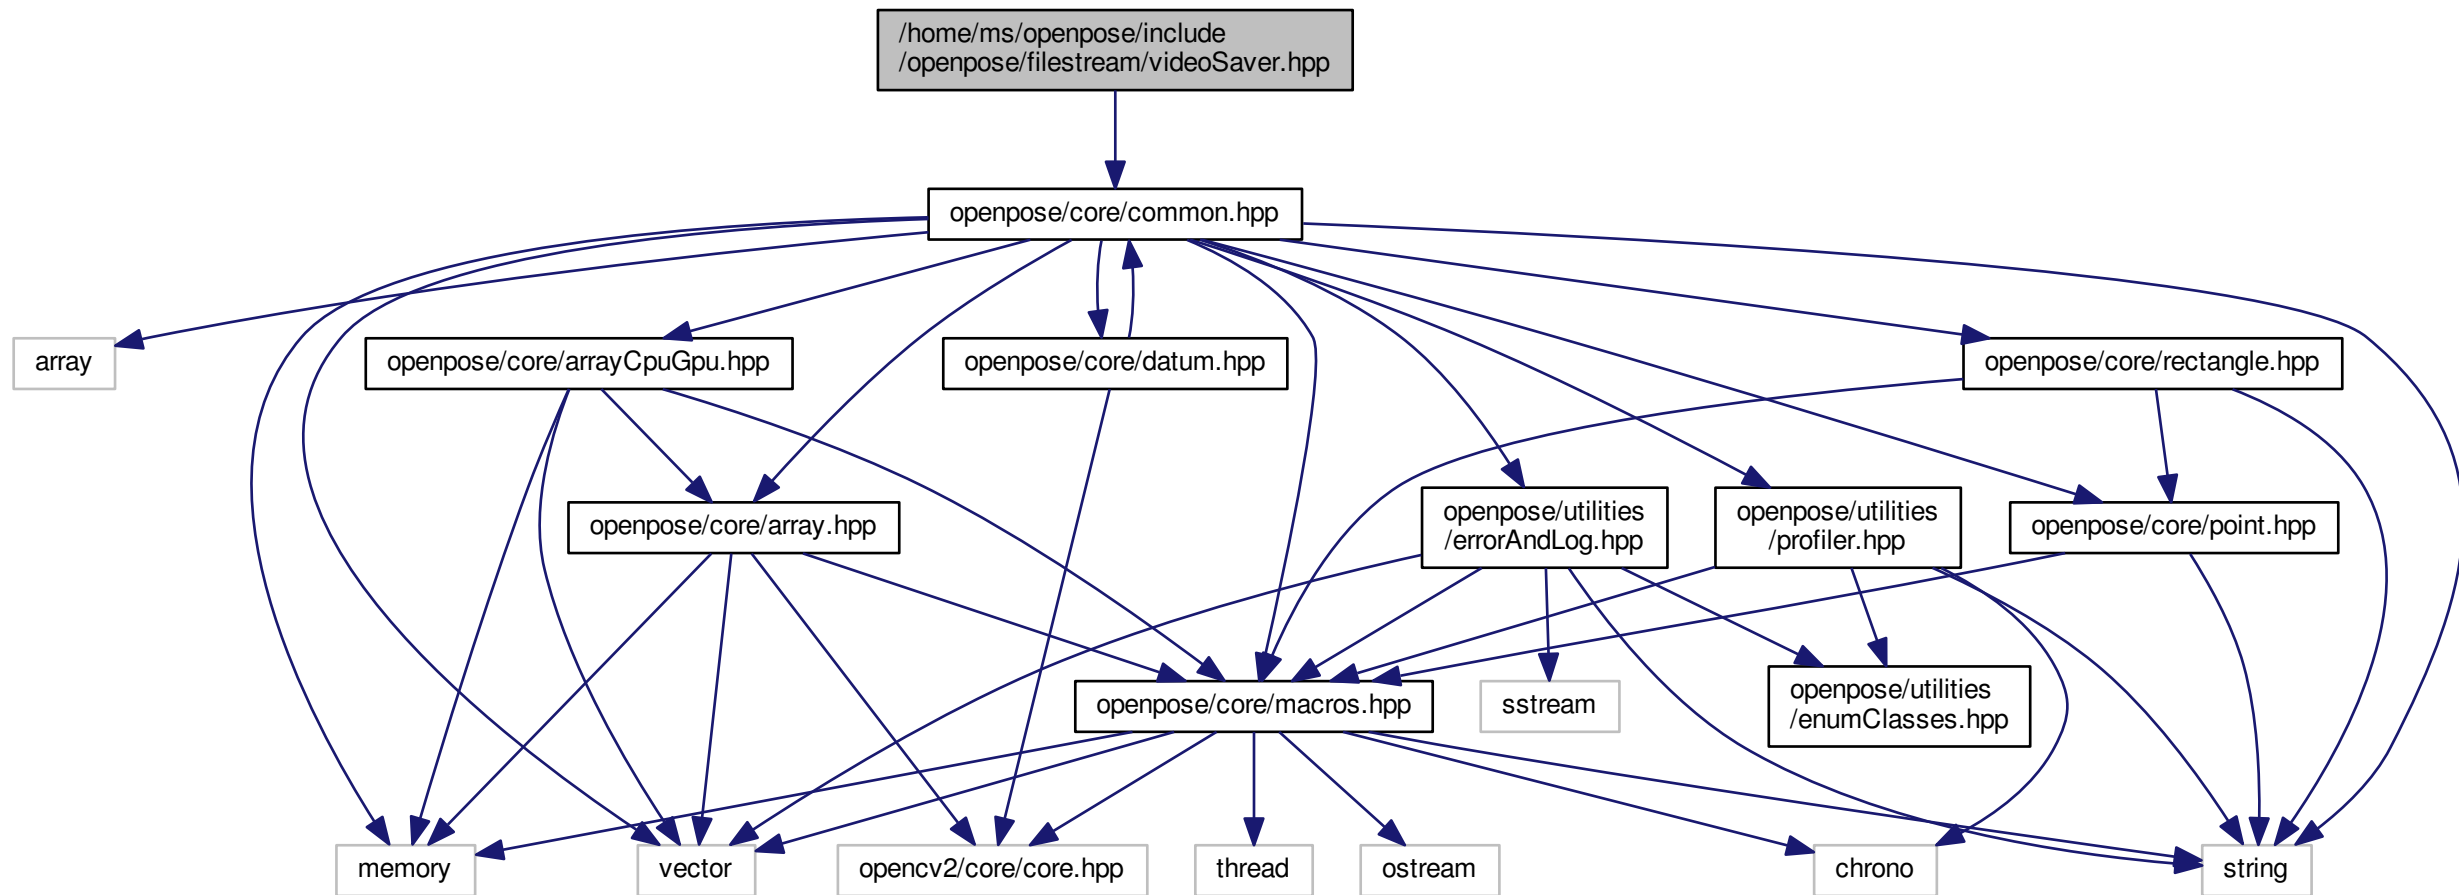 /home/ms/openpose/include
/openpose/filestream/videoSaver.hpp
openpose/core/common.hpp
array
openpose/core/arrayCpuGpu.hpp
openpose/core/datum.hpp
openpose/core/rectangle.hpp
openpose/core/array.hpp
openpose/utilities
/errorAndLog.hpp
openpose/utilities
/profiler.hpp
openpose/core/point.hpp
openpose/core/macros.hpp
sstream
openpose/utilities
/enumClasses.hpp
memory
vector
opencv2/core/core.hpp
thread
ostream
chrono
string